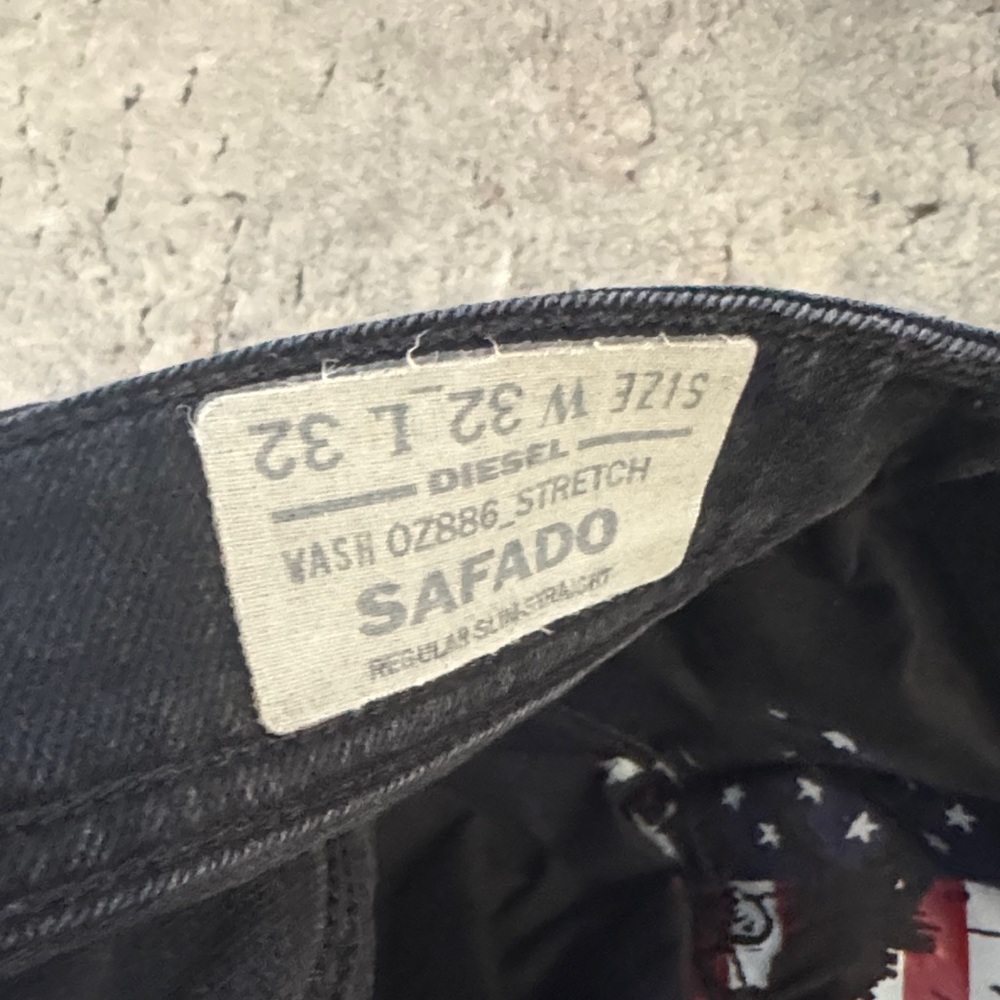 SIZE W 32 L 32
DIESEL
WASH 0Z886_STRETCH
SAFADO
REGULAR SLIM-STRAIGHT